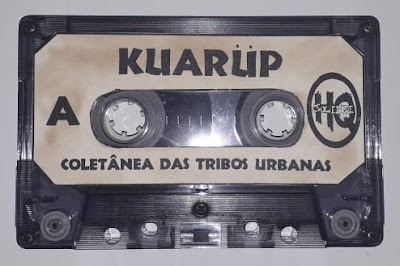 KUARÜP
A
COLETÂNEA DAS TRIBOS URBANAS